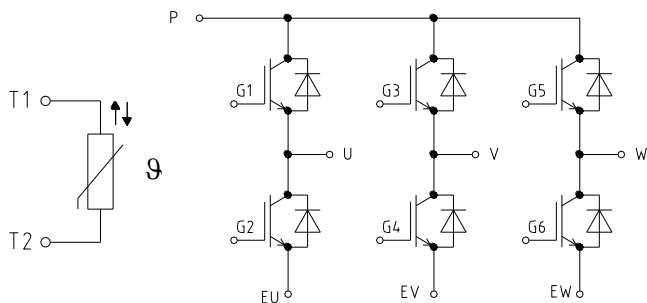 P
G1 G3 G5
T1
U V W
ϑ
G2 G4 G6
T2
EU EV EW